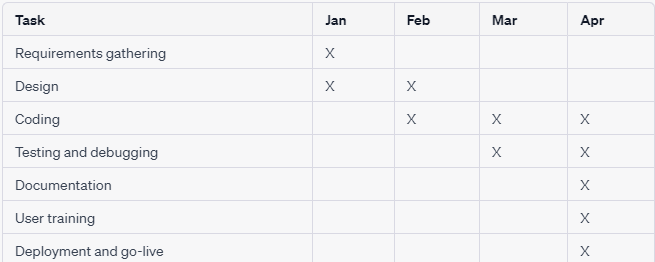 Task Jan Feb Mar Apr
Requirements gathering X
Design X X
Coding X X X
Testing and debugging X X
Documentation X
User training X
Deployment and go-live X